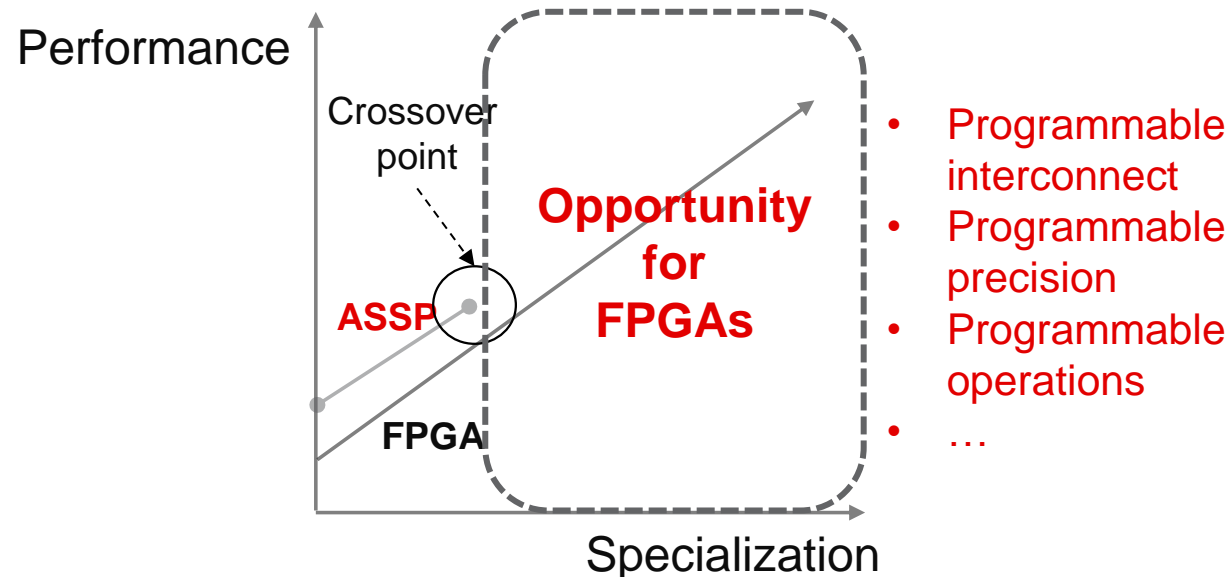 Performance
Crossover
point
ASSP
FPGA
Opportunity
for
FPGAs
Specialization
• Programmable
interconnect
• Programmable
precision
• Programmable
operations
• …